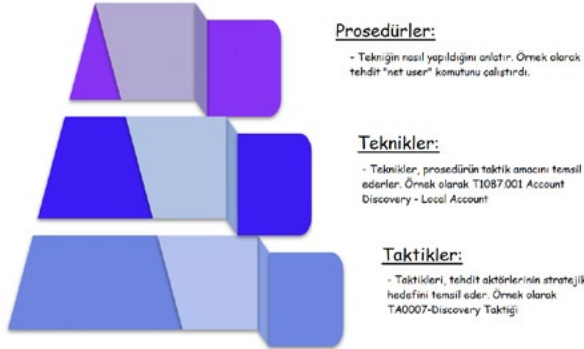 Prosedürler:
- Tekniğin nasıl yapıldığını anlatır. Örnek olarak
tehdit "net user" komutunu çalıştırdı.
Teknikler:
- Teknikler, prosedürün taktik amacını temsil
ederler. Örnek olarak T1087.001 Account
Discovery - Local Account
Taktikler:
- Taktikleri, tehdit aktörlerinin stratejik
hedefini temsil eder. Örnek olarak
TA0007-Discovery Taktiği